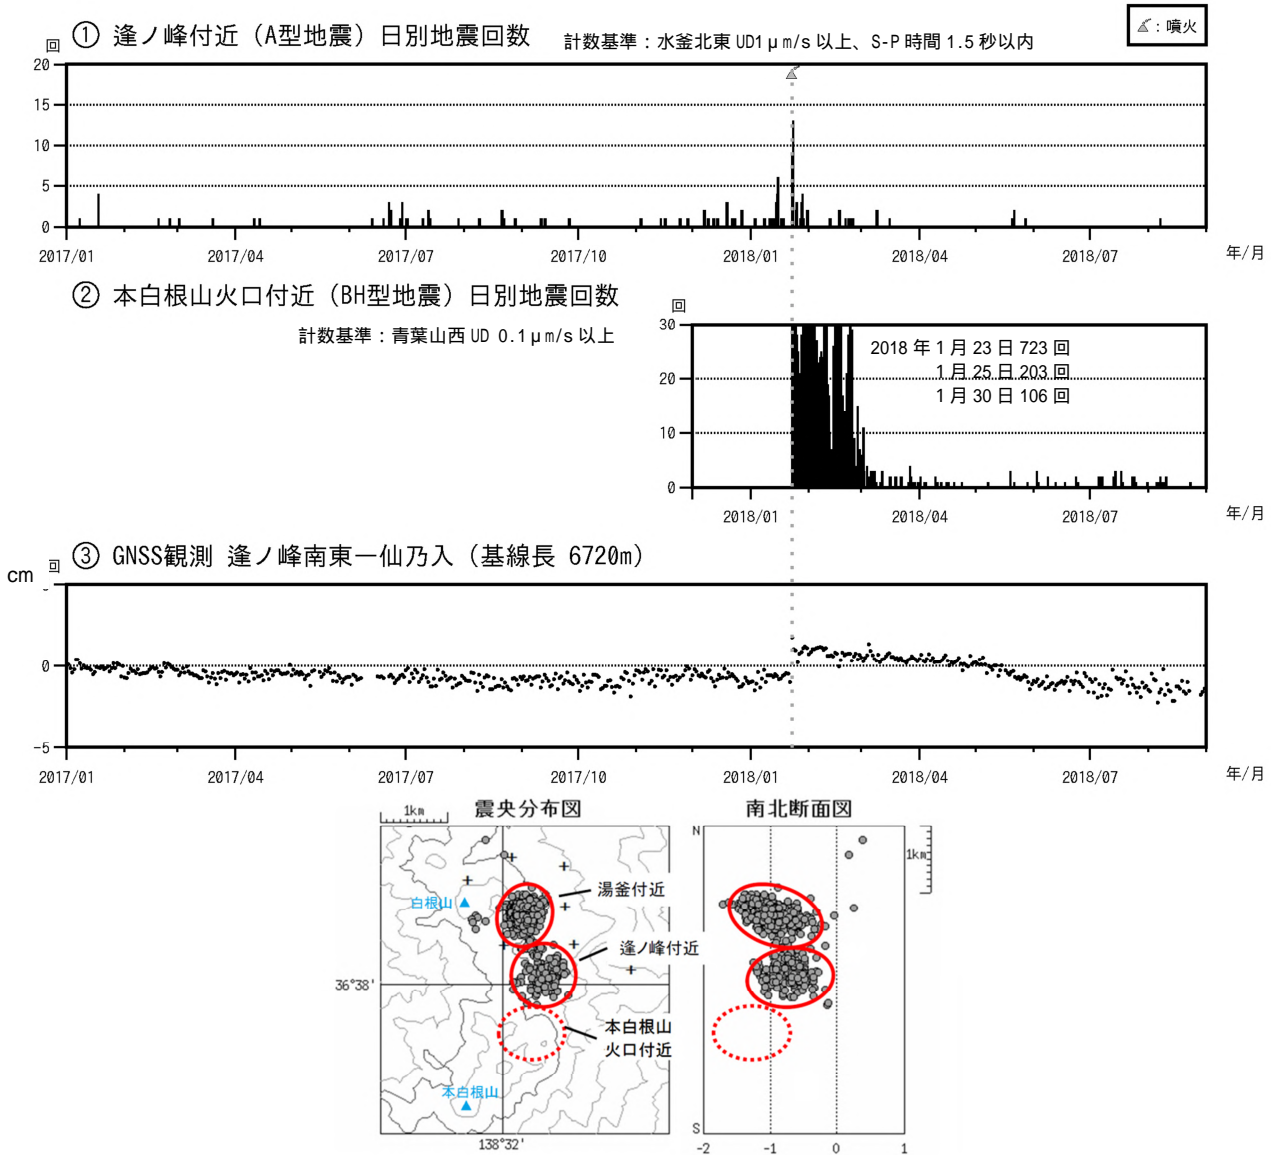 ① 逢ノ峰付近（A型地震）日別地震回数
計数基準：水釜北東 UD1μm/s 以上、S-P 時間 1.5 秒以内
：噴火
回
20
15
10
5
0
2017/01 2017/04 2017/07 2017/10 2018/01 2018/04 2018/07 年/月
② 本白根山火口付近（BH型地震）日別地震回数
計数基準：青葉山西 UD 0.1μm/s 以上
回
30
20
10
0
2018 年 1 月 23 日 723 回
1 月 25 日 203 回
1 月 30 日 106 回
2018/01 2018/04 2018/07 年/月
③ GNSS観測 逢ノ峰南東－仙乃入（基線長 6720m）
cm 回
0
-5
2017/01 2017/04 2017/07 2017/10 2018/01 2018/04 2018/07 年/月
1km
震央分布図
白根山
湯釜付近
逢ノ峰付近
36°38'
本白根山
火口付近
本白根山
138°32'
南北断面図
N
1km
S
-2 -1 0 1